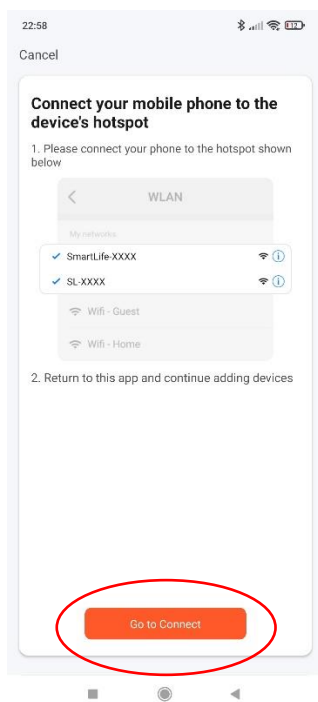 22:58
12
Cancel
Connect your mobile phone to the
device's hotspot
1. Please connect your phone to the hotspot shown
below
WLAN
My networks
SmartLife-XXXX
SL-XXXX
Wifi - Guest
Wifi - Home
2. Return to this app and continue adding devices
Go to Connect